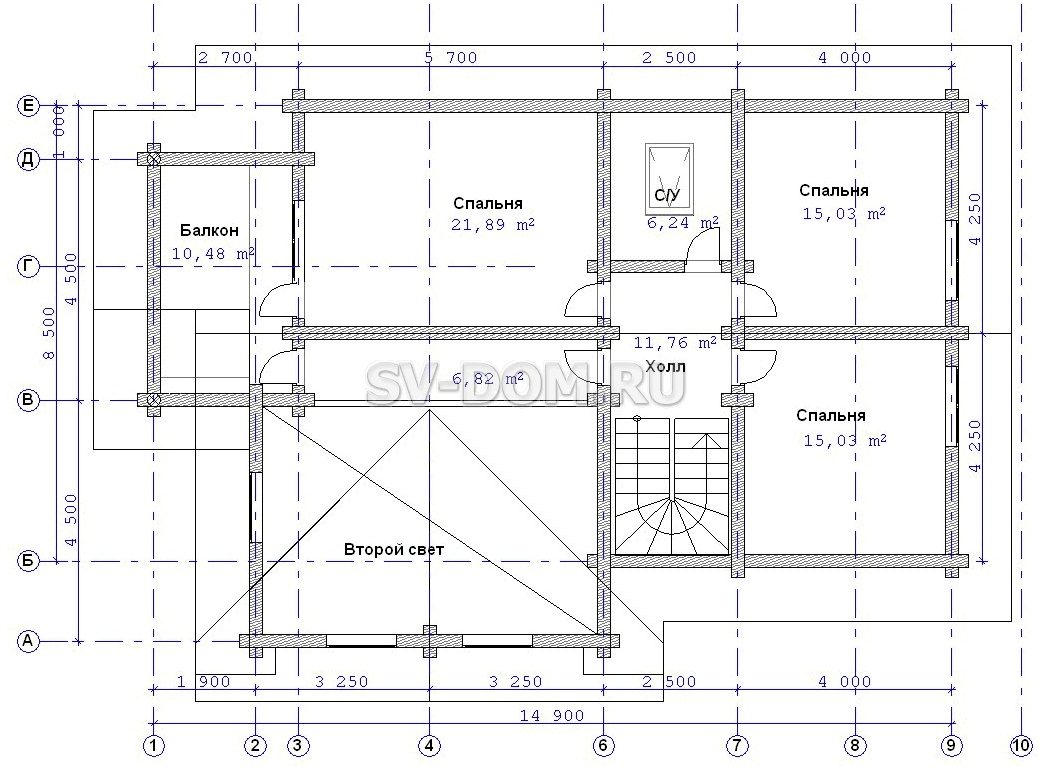 2 700 5 700 2 500 4 000
Е
1 000
Д
Спальня
21,89 m²
С/У
6,24 m²
Спальня
15,03 m²
4 250
Балкон
10,48 m²
Г
4 500
8 500
11,76 m²
Холл
6,82 m²
SV-DOM.RU
В
Спальня
15,03 m²
4 250
4 500
Второй свет
Б
А
1 900 3 250 3 250 2 500 4 000
14 900
1 2 3 4 6 7 8 9 10